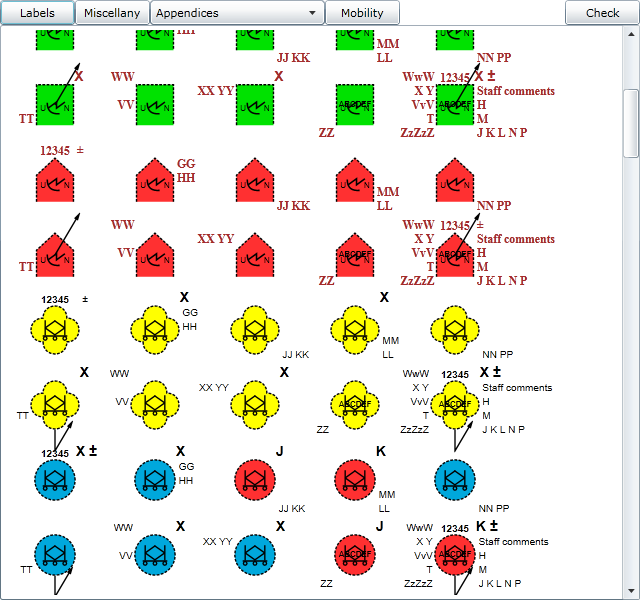 Labels Miscellany Appendices Mobility Check
HH
MM
JJ KK LL NN PP
X WW X WwW 12345 X ±
XX YY X Y Staff comments
VV VvV H
U N U N U N ABCDEF ABCDEF
TT T M
ZZ ZzZzZ J K L N P
12345 ±
GG
HH
U N U N U N U N U N
MM
JJ KK LL NN PP
WW WwW 12345 ±
XX YY X Y Staff comments
VV VvV H
U N U N U N ABCDEF ABCDEF
TT T M
ZZ ZzZzZ J K L N P
12345 ± X X
GG
HH
MM
JJ KK LL NN PP
X WW X WwW 12345 X ±
XX YY X Y Staff comments
VV ABCDEF VvV ABCDEF H
TT T M
ZZ ZzZzZ J K L N P
12345 X ± X J K
GG
HH
MM
JJ KK LL NN PP
WW X X J WwW 12345 K ±
XX YY X Y Staff comments
VV ABCDEF VvV ABCDEF H
TT T M
ZZ ZzZzZ J K L N P